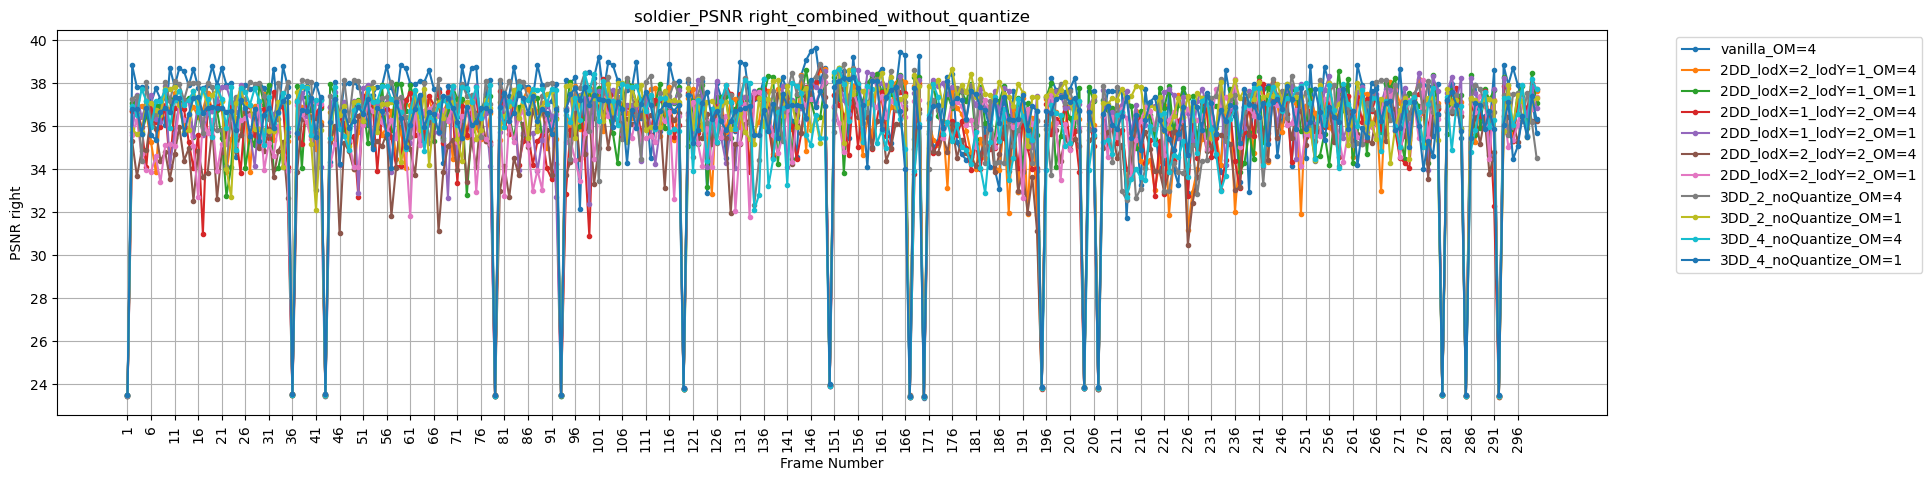 soldier_PSNR right_combined_without_quantize
40
38
36
34
32
30
28
26
24
PSNR right
1 6 11 16 21 26 31 36 41 46 51 56 61 66 71 76 81 86 91 96 101 106 111 116 121 126 131 136 141 146 151 156 161 166 171 176 181 186 191 196 201 206 211 216 221 226 231 236 241 246 251 256 261 266 271 276 281 286 291 296
Frame Number
vanilla_OM=4
2DD_lodX=2_lodY=1_OM=4
2DD_lodX=2_lodY=1_OM=1
2DD_lodX=1_lodY=2_OM=4
2DD_lodX=1_lodY=2_OM=1
2DD_lodX=2_lodY=2_OM=4
2DD_lodX=2_lodY=2_OM=1
3DD_2_noQuantize_OM=4
3DD_2_noQuantize_OM=1
3DD_4_noQuantize_OM=4
3DD_4_noQuantize_OM=1